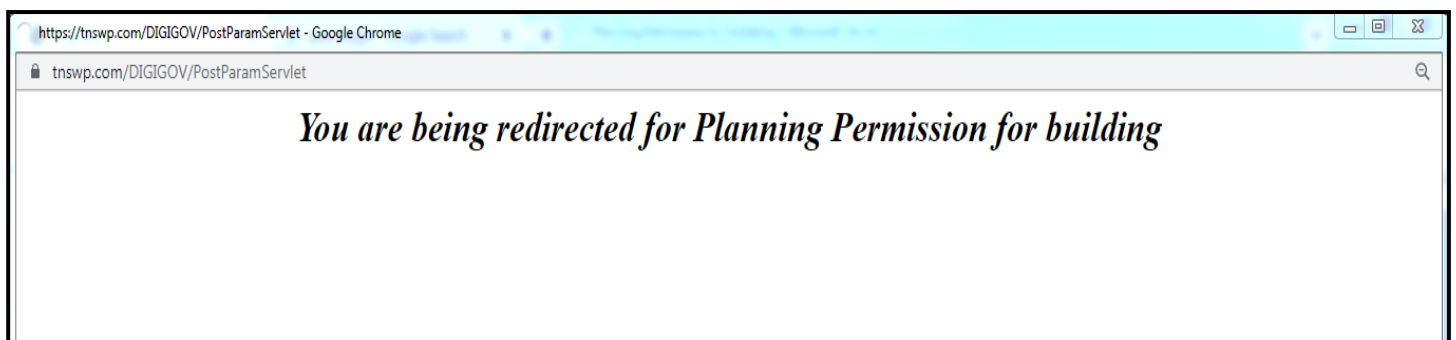 https://tnswp.com/DIGIGOV/PostParamServlet - Google Chrome
tnswp.com/DIGIGOV/PostParamServlet
You are being redirected for Planning Permission for building